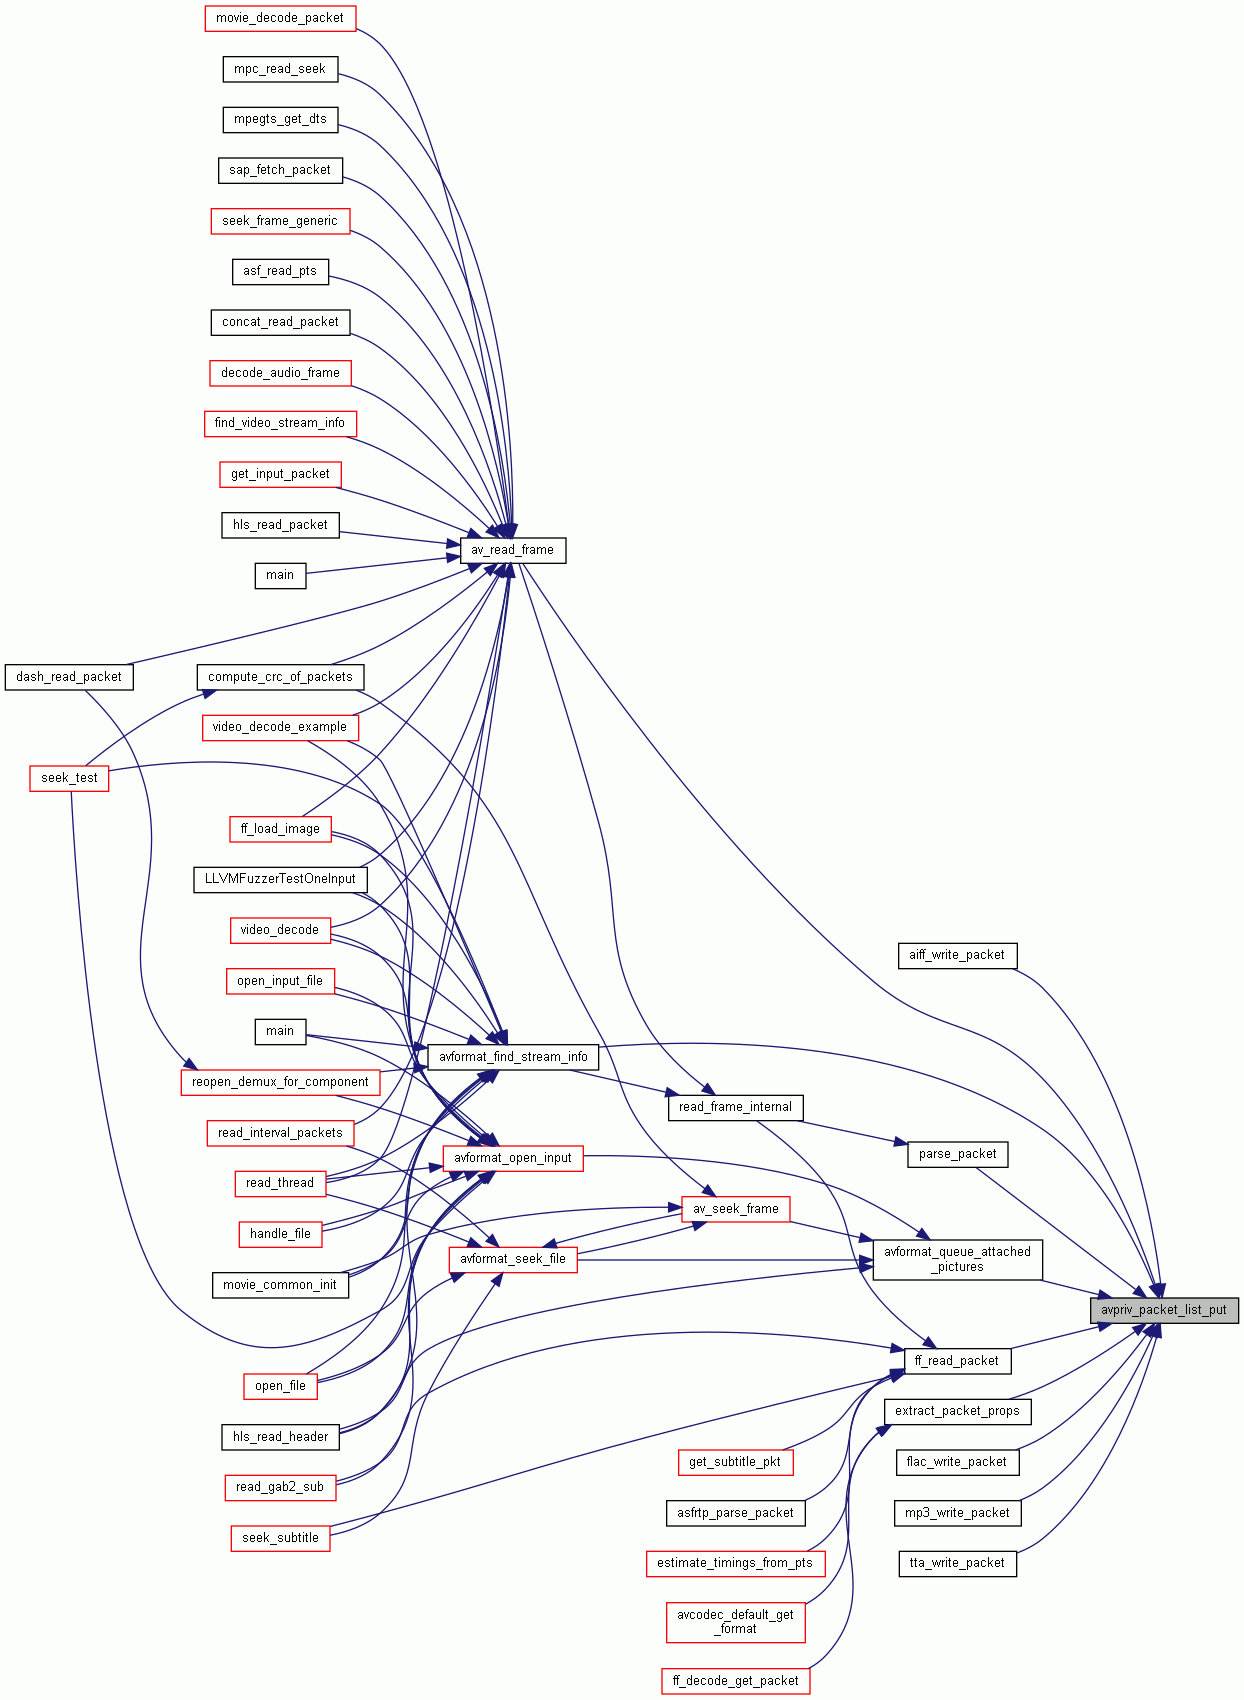 movie_decode_packet
mpc_read_seek
mpegts_get_dts
sap_fetch_packet
seek_frame_generic
asf_read_pts
concat_read_packet
decode_audio_frame
find_video_stream_info
get_input_packet
hls_read_packet
av_read_frame
main
dash_read_packet
compute_crc_of_packets
video_decode_example
seek_test
ff_load_image
LLVMFuzzerTestOneInput
video_decode
aiff_write_packet
open_input_file
main
avformat_find_stream_info
reopen_demux_for_component
read_frame_internal
read_interval_packets
avformat_open_input
parse_packet
read_thread
av_seek_frame
handle_file
avformat_queue_attached
_pictures
avformat_seek_file
movie_common_init
avpriv_packet_list_put
ff_read_packet
open_file
extract_packet_props
hls_read_header
get_subtitle_pkt
flac_write_packet
read_gab2_sub
asfrtp_parse_packet
mp3_write_packet
seek_subtitle
estimate_timings_from_pts
tta_write_packet
avcodec_default_get
_format
ff_decode_get_packet